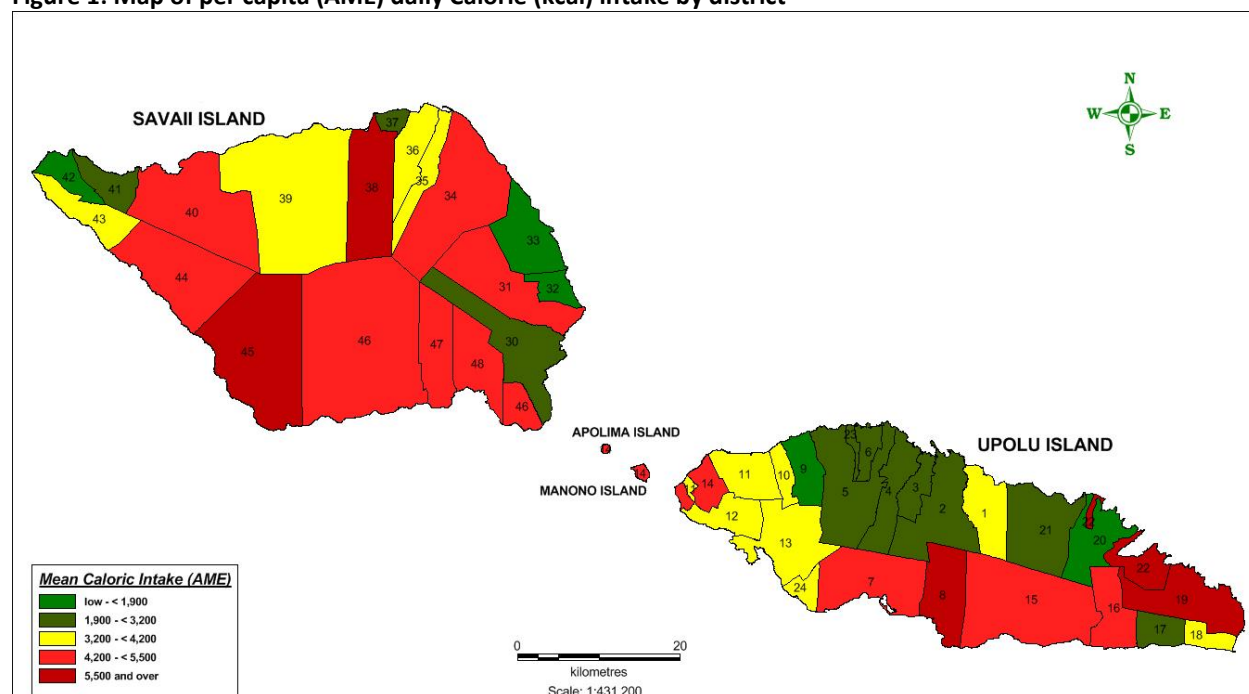 Figure 1: Map of per capita (AME) daily Calorie (kcal) intake by district
N
W E
S
SAVAII ISLAND
37
36
42
41
35
38
34
39
40
43
33
44
31
32
30
46
45
47
48
46
APOLIMA ISLAND
UPOLU ISLAND
MANONO ISLAND
14
23
6
11
10
9
14
3
5
4
2
1
21
12
20
13
22
24
7
8
15
16
19
17
18
Mean Caloric Intake (AME)
low - < 1,900
1,900 - < 3,200
3,200 - < 4,200
4,200 - < 5,500
5,500 and over
0 20
kilometres
Scale: 1:431,200